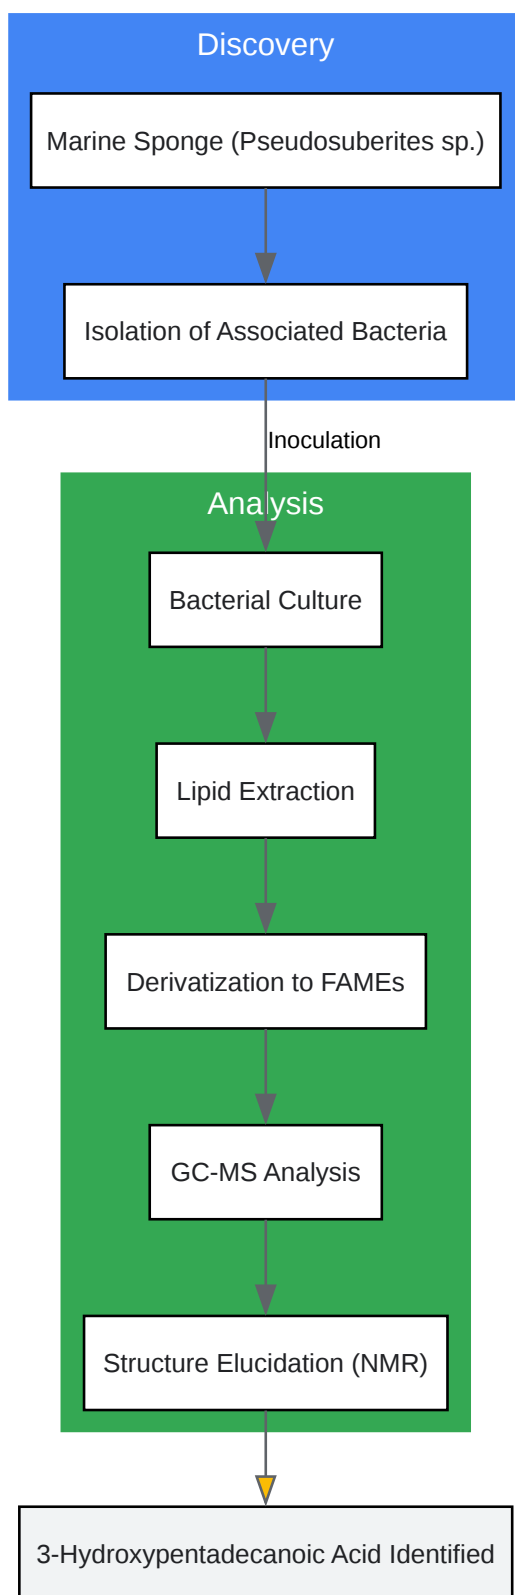 Discovery
Marine Sponge (Pseudosuberites sp.)
Isolation of Associated Bacteria
Inoculation
Analysis
Bacterial Culture
Lipid Extraction
Derivatization to FAMEs
GC-MS Analysis
Structure Elucidation (NMR)
3-Hydroxypentadecanoic Acid Identified